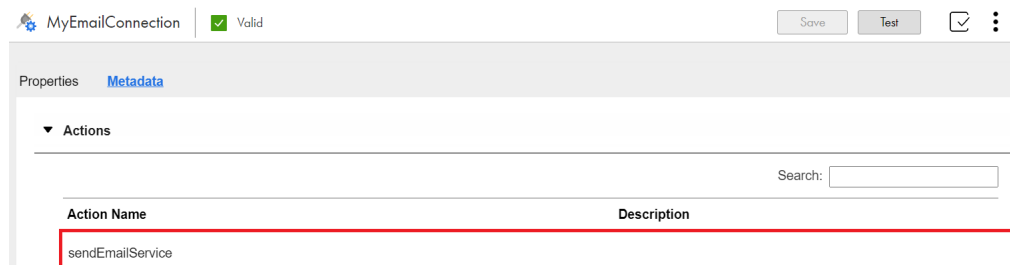 MyEmailConnection Valid Save Test
Properties Metadata
Actions
Search:
Action Name Description
sendEmailService